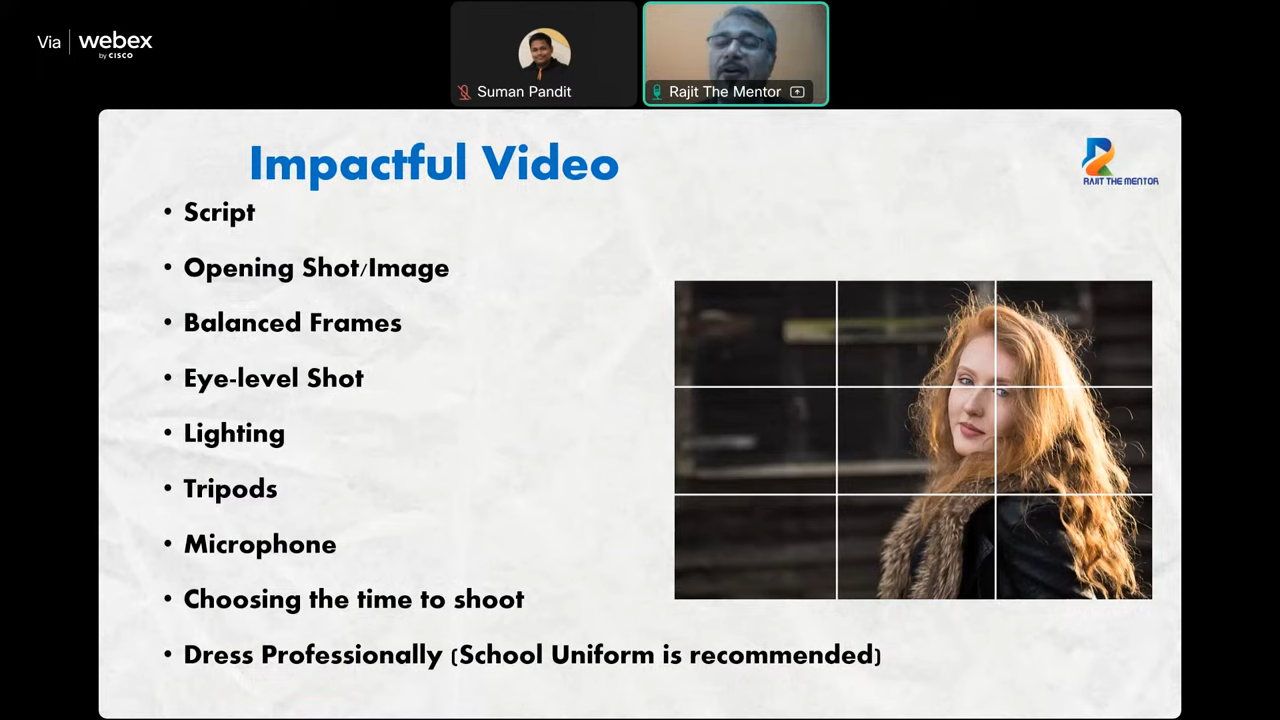 Via webex
by CISCO
Suman Pandit
Rajit The Mentor
Impactful Video
RAJIT THE MENTOR
• Script
• Opening Shot/Image
• Balanced Frames
• Eye-level Shot
• Lighting
• Tripods
• Microphone
• Choosing the time to shoot
• Dress Professionally (School Uniform is recommended)